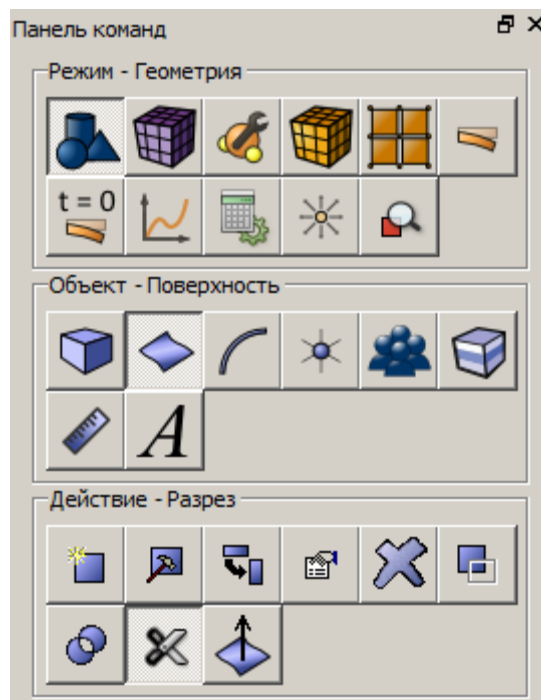 Панель команд
Режим - Геометрия
t = 0
Объект - Поверхность
A
Действие - Разрез